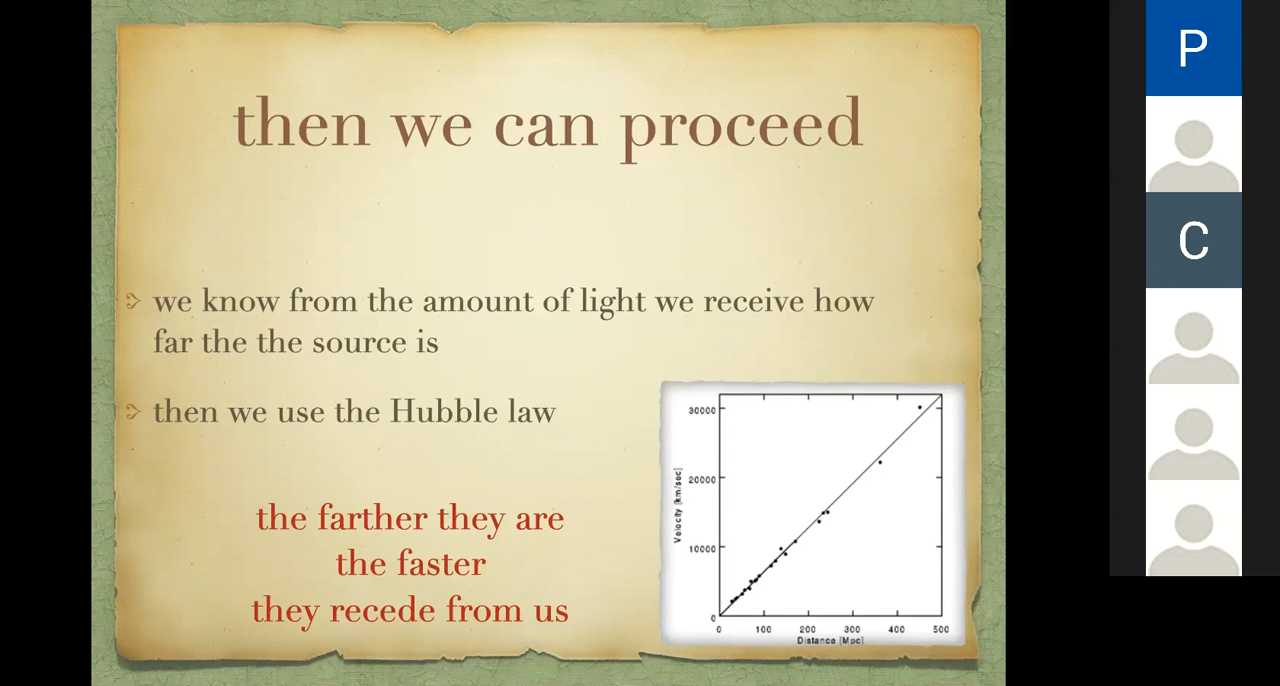 then we can proceed
we know from the amount of light we receive how
far the the source is
then we use the Hubble law
the farther they are
the faster
they recede from us
30000
20000
10000
0
Velocity [km/sec]
0 100 200 300 400 500
Distance [Mpc]
P
C